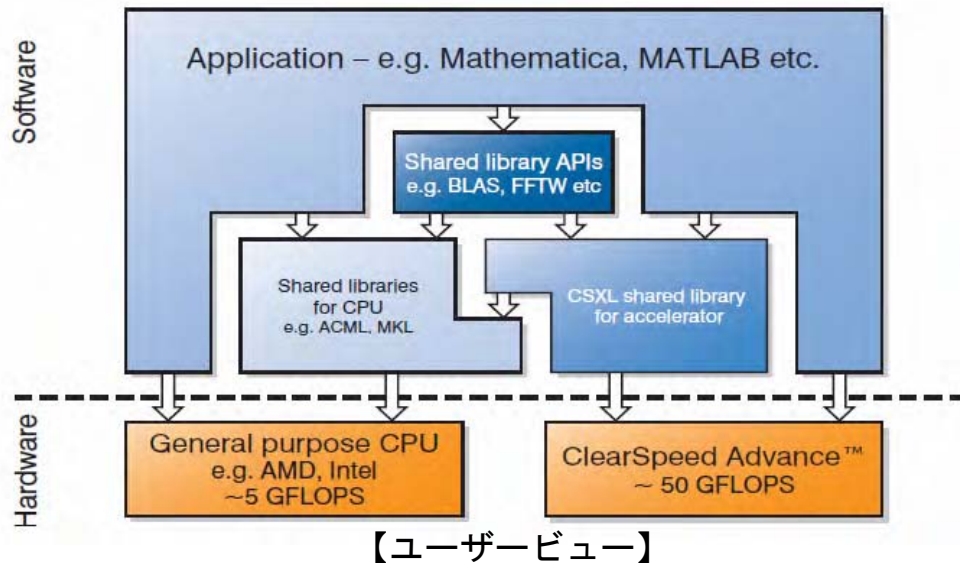 Software
Application – e.g. Mathematica, MATLAB etc.
Shared library APIs
e.g. BLAS, FFTW etc
Shared libraries
for CPU
e.g. ACML, MKL
CSXL shared library
for accelerator
Hardware
General purpose CPU
e.g. AMD, Intel
~5 GFLOPS
ClearSpeed Advance™
~ 50 GFLOPS
【ユーザービュー】